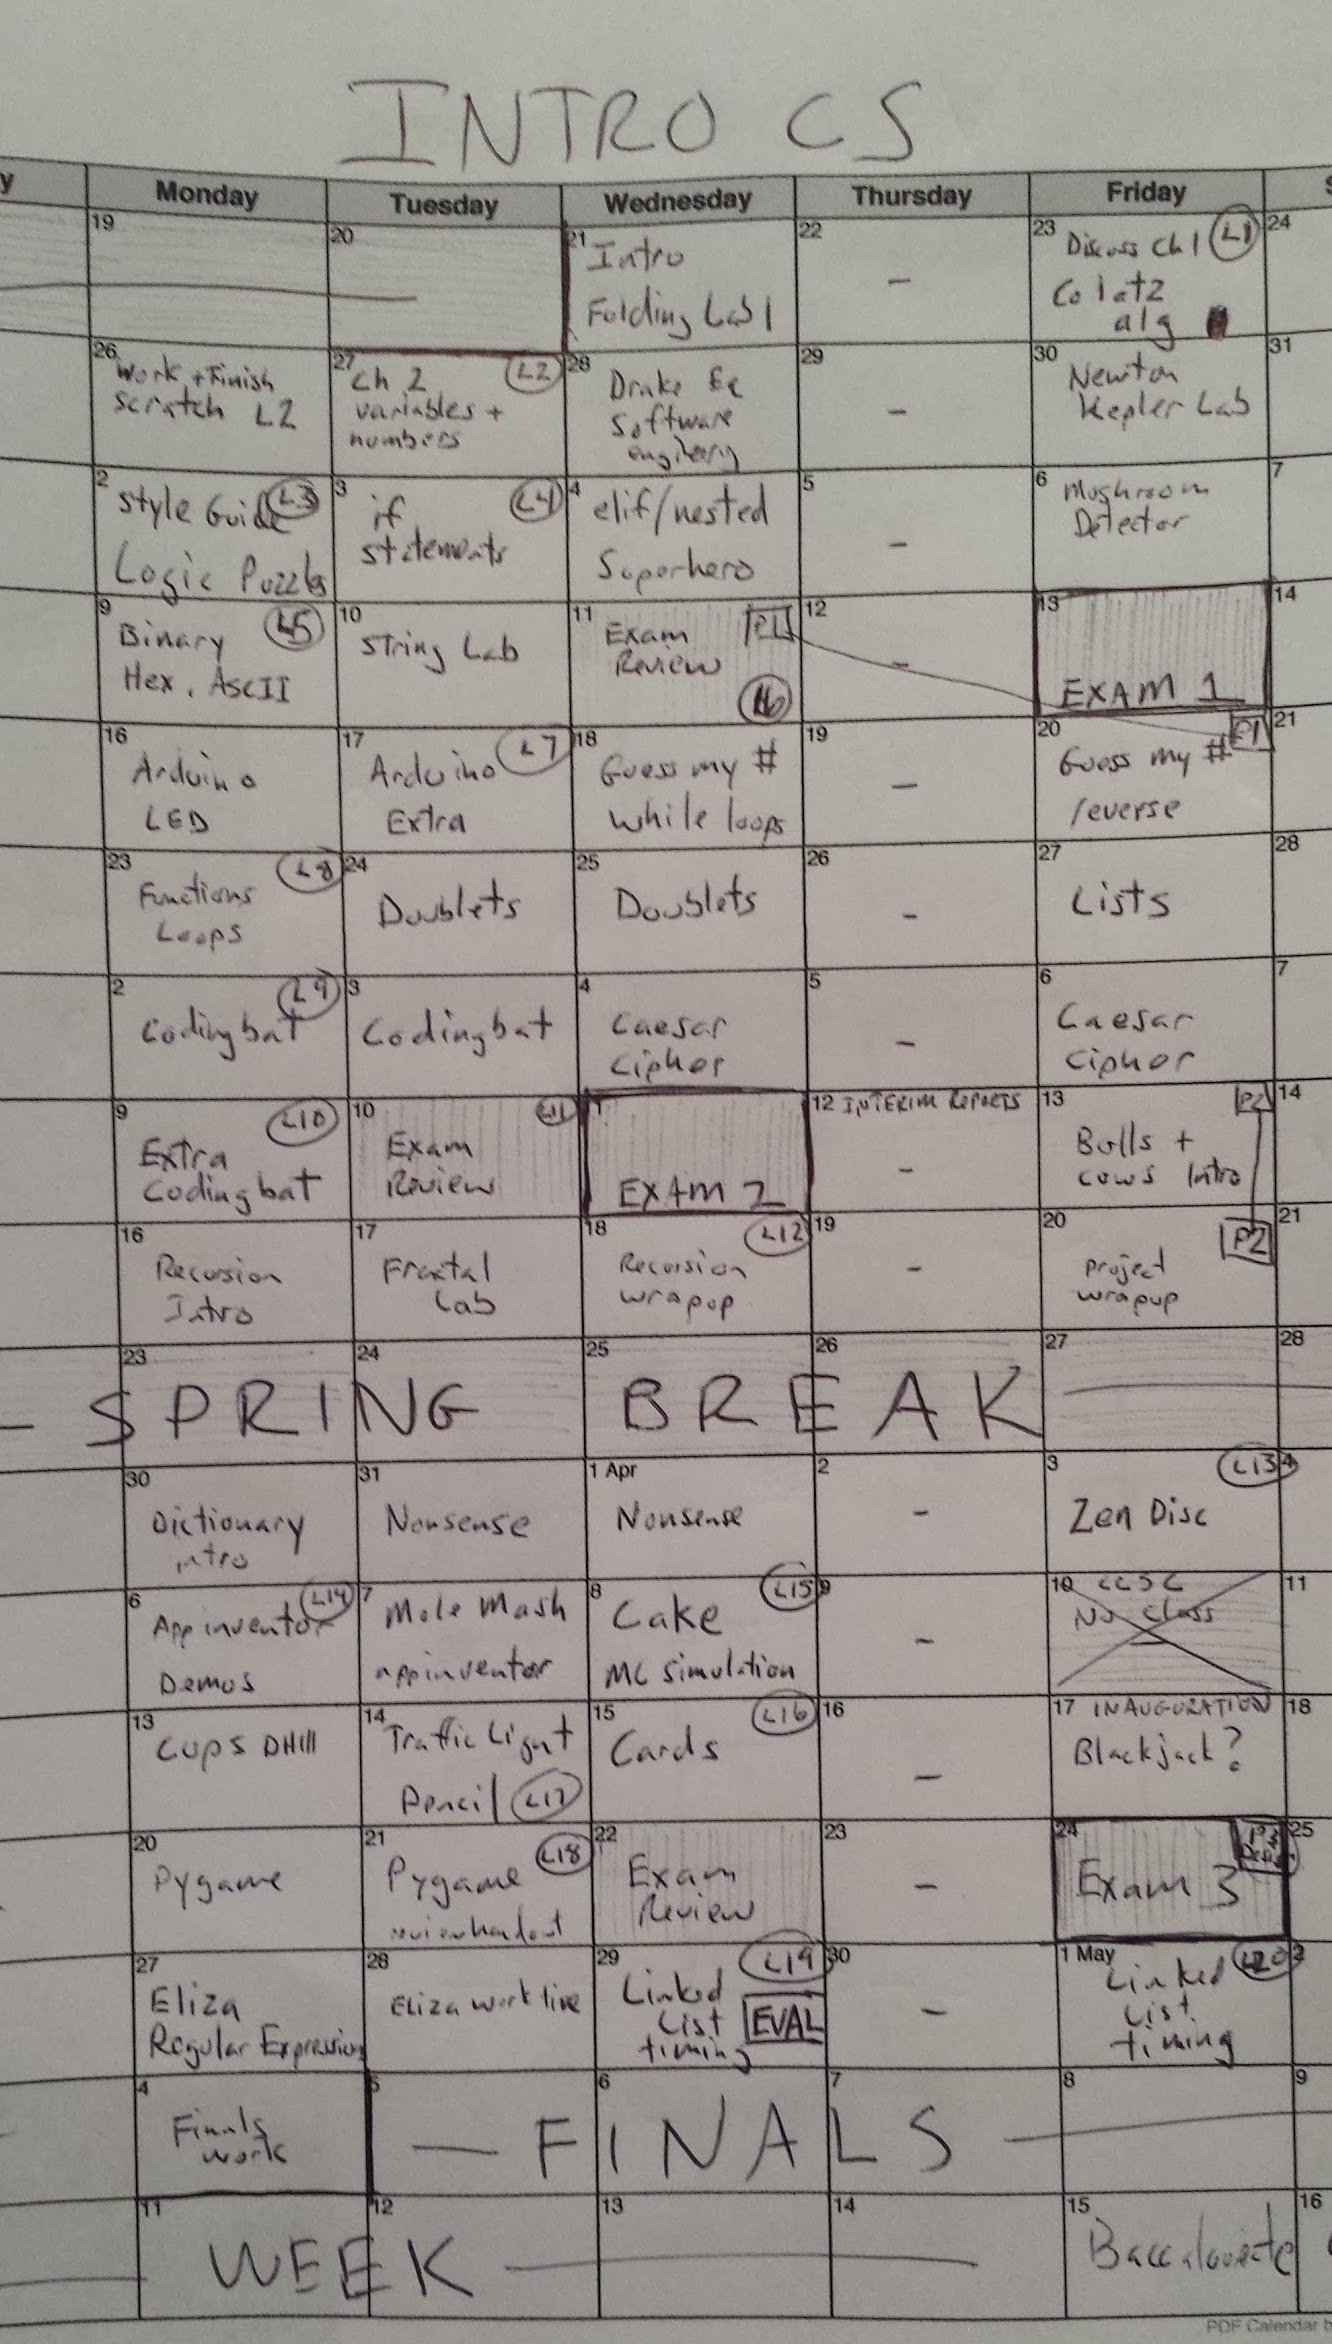 INTRO CS
y Monday Tuesday Wednesday Thursday Friday S
19
20
21
Intro
Folding Lab 1
22
-
23
L1
Discuss Ch 1
Colatz
alg
24
26
Work + Finish
Scratch L2
27
L2
Ch 2
variables +
numbers
28
Drake Eq
Software
29
-
30
Newton
Kepler Lab
31
2
L3
Style Guide
Logic Puzzles
3
L4
if
statements
4
elif/nested
Superhero
5
-
6
Mushroom
Detector
7
9
L5
Binary
Hex, ASCII
10
String Lab
11
P1
Exam
Review
12
-
13
EXAM 1
14
16
Arduino
LED
17
L7
Arduino
Extra
18
Guess my #
while loops
19
-
20
P1
Guess my #
reverse
21
23
L8
Functions
Loops
24
Doublets
25
Doublets
26
-
27
Lists
28
2
L9
Codingbat
3
Codingbat
4
Caesar
Cipher
5
-
6
Caesar
Cipher
7
9
L10
Extra
Codingbat
10
L11
Exam
Review
EXAM 2
12 INTERIM REPORTS
-
13
P2
Bulls +
cows Intro
14
16
Recursion
Intro
17
Fractal
Lab
18
L12
Recursion
wrapup
19
-
20
P2
project
wrapup
21
23
24
25
26
27
28
- SPRING BREAK
30
Dictionary
intro
31
Nonsense
1 Apr
Nonsense
2
-
3
L13
Zen Disc
4
6
L14
App inventor
Demos
7
Mole Mash
appinventor
8
L15
Cake
MC simulation
9
-
10 CCSC
No Class
11
13
Cups DHill
14
Traffic Light
Pencil L17
15
L16
Cards
16
-
17 INAUGURATION
Blackjack?
18
20
Pygame
21
L18
Pygame
review handout
22
Exam
Review
23
-
24
P3
Exam 3
25
27
Eliza
Regular Expressions
28
Eliza work live
29
L19
Linked
List EVAL
timing
30
-
1 May
L20
Linked
List
timing
2
4
Finals
work
5
6
7
8
9
- FINALS -
11
12
13
14
15
16
WEEK
Baccalaureate
PDF Calendar b